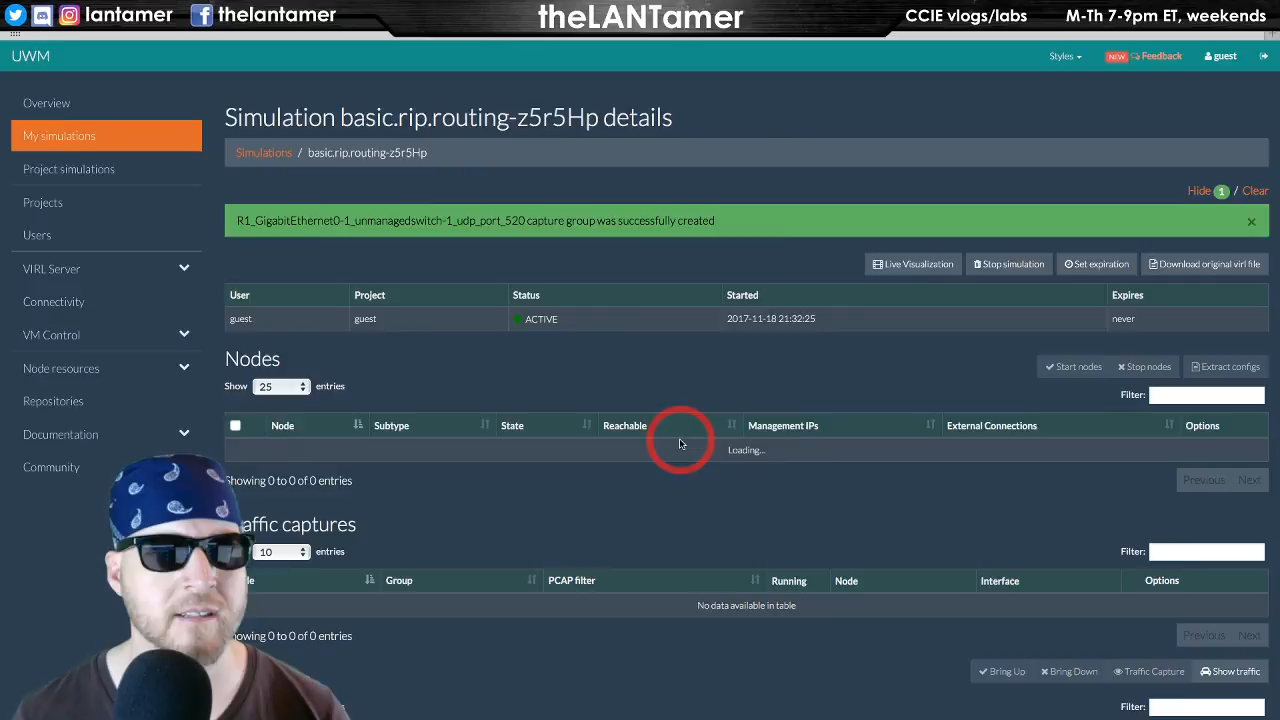 lantamer thelantamer theLANTamer CCIE vlogs/labs M-Th 7-9pm ET, weekends
UWM Styles NEW Feedback guest
Overview
My simulations
Project simulations
Projects
Users
VIRL Server
Connectivity
VM Control
Node resources
Repositories
Documentation
Community
Simulation basic.rip.routing-z5r5Hp details
Simulations / basic.rip.routing-z5r5Hp
Hide 1 / Clear
R1_GigabitEthernet0-1_unmanagedswitch-1_udp_port_520 capture group was successfully created ×
Live Visualization Stop simulation Set expiration Download original virl file
User Project Status Started Expires
guest guest ACTIVE 2017-11-18 21:32:25 never
Nodes
Start nodes Stop nodes Extract configs
Show 25 entries
Filter:
Node Subtype State Reachable Management IPs External Connections Options
Loading...
Showing 0 to 0 of 0 entries
Previous Next
affic captures
10 entries
Filter:
Group PCAP filter Running Node Interface Options
No data available in table
owing 0 to 0 of 0 entries
Previous Next
Bring Up Bring Down Traffic Capture Show traffic
Filter: